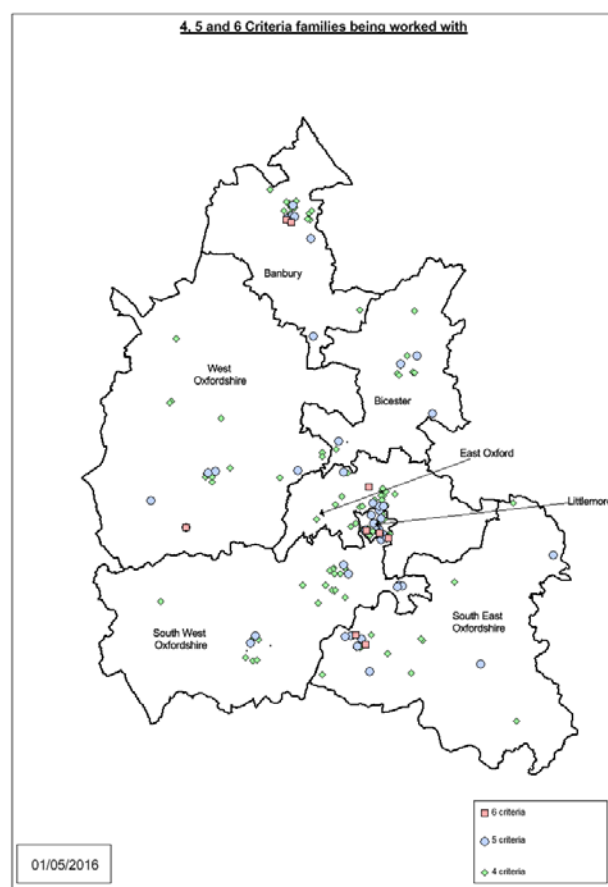 4, 5 and 6 Criteria families being worked with
Banbury
West
Oxfordshire
Bicester
East Oxford
Littlemore
South West
Oxfordshire
South East
Oxfordshire
6 criteria
5 criteria
4 criteria
01/05/2016